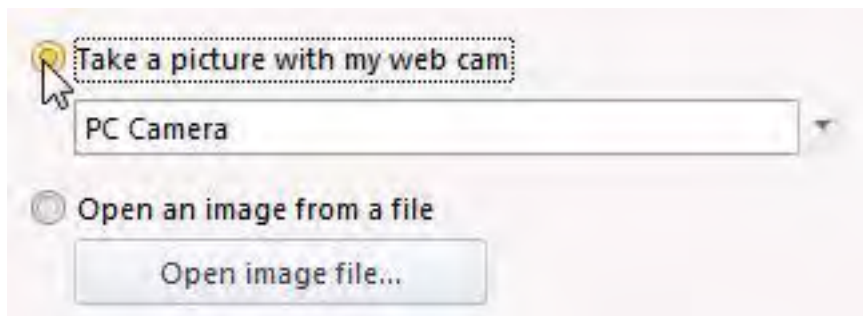 Take a picture with my web cam
PC Camera
Open an image from a file
Open image file...